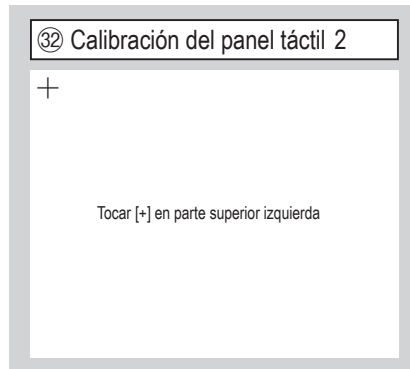 ㉜ Calibración del panel táctil 2
+
Tocar [+] en parte superior izquierda